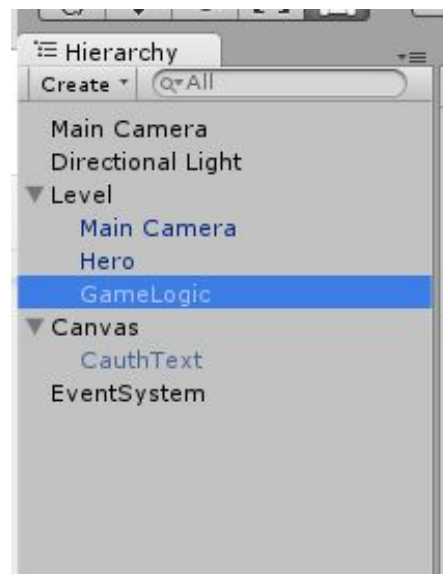 Hierarchy
Create All
Main Camera
Directional Light
Level
Main Camera
Hero
GameLogic
Canvas
CauthText
EventSystem